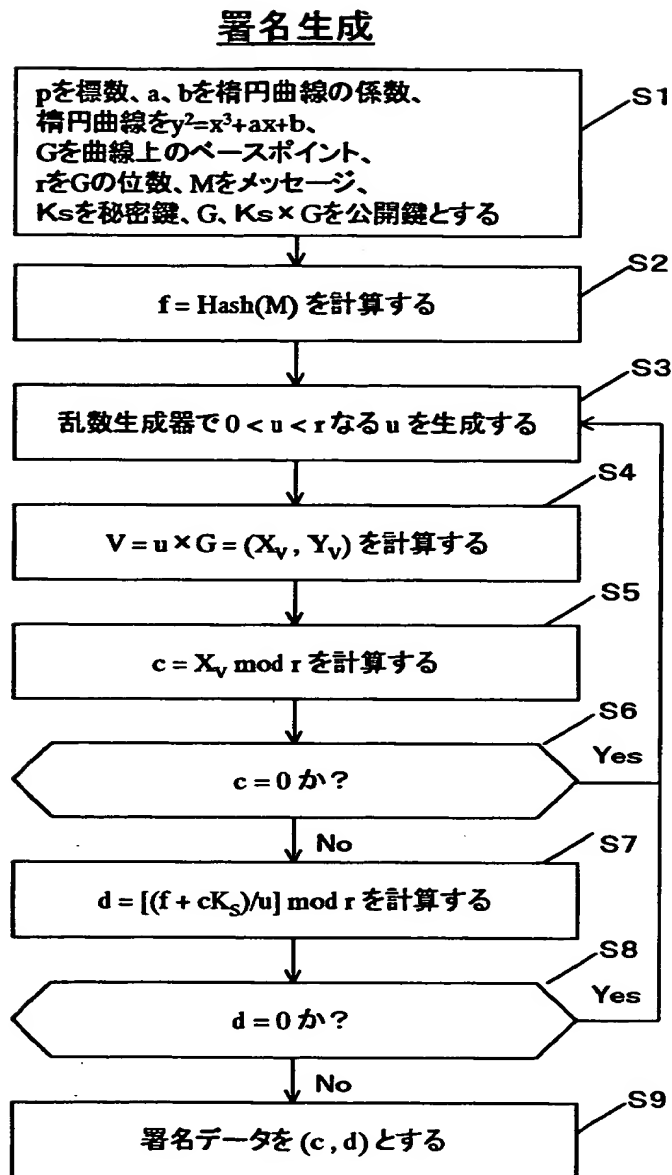 署名生成
S1
pを標数、a、bを楕円曲線の係数、
楕円曲線をy²=x³+ax+b、
Gを曲線上のベースポイント、
rをGの位数、Mをメッセージ、
Ksを秘密鍵、G、Ks×Gを公開鍵とする
S2
f = Hash(M) を計算する
S3
乱数生成器で 0 < u < r なる u を生成する
S4
V = u × G = (X_V , Y_V) を計算する
S5
c = X_V mod r を計算する
S6
c = 0 か?
Yes
No
S7
d = [(f + cK_S)/u] mod r を計算する
S8
d = 0 か?
Yes
No
S9
署名データを (c , d) とする